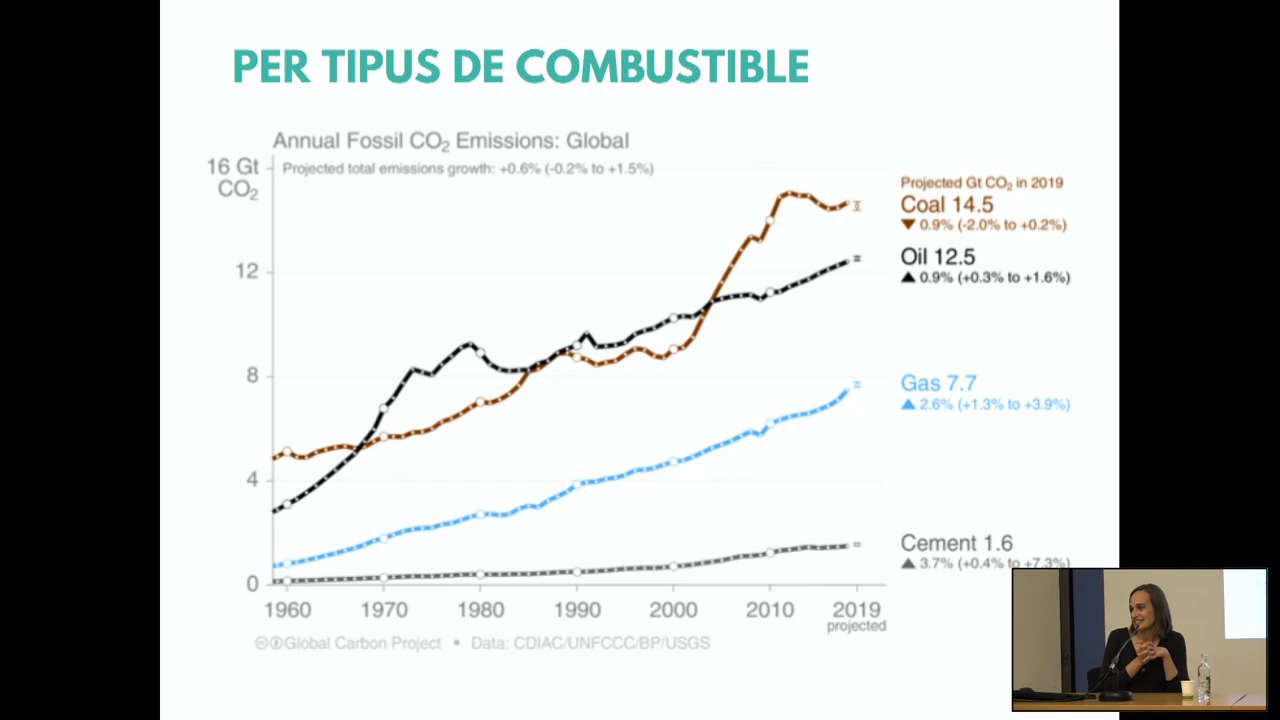 PER TIPUS DE COMBUSTIBLE
Annual Fossil CO₂ Emissions: Global
Projected total emissions growth: +0.6% (-0.2% to +1.5%)
16 Gt
CO₂
12
8
4
0
1960 1970 1980 1990 2000 2010 2019
projected
Projected Gt CO₂ in 2019
Coal 14.5
▼ 0.9% (-2.0% to +0.2%)
Oil 12.5
▲ 0.9% (+0.3% to +1.6%)
Gas 7.7
▲ 2.6% (+1.3% to +3.9%)
Cement 1.6
▲ 3.7% (+0.4% to +7.3%)
Global Carbon Project • Data: CDIAC/UNFCCC/BP/USGS